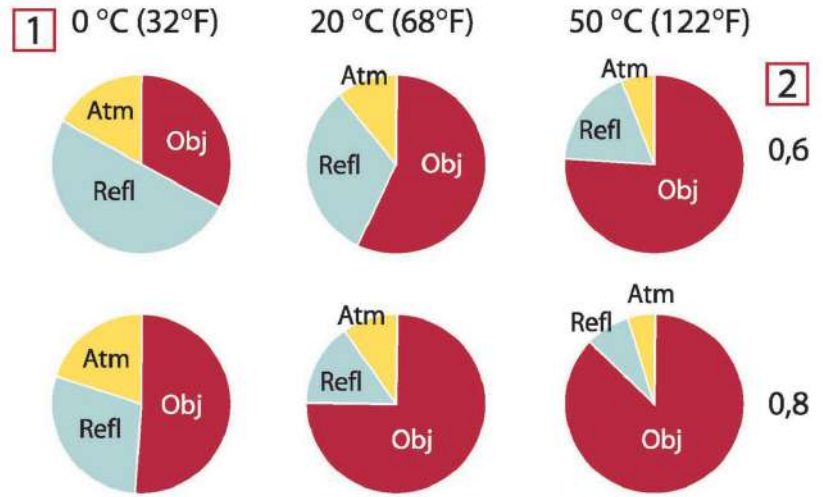 1 0 °C (32°F) 20 °C (68°F) 50 °C (122°F)
2
Atm Obj Refl
Atm Obj Refl
Atm Refl Obj
0,6
Atm Obj Refl
Atm Refl Obj
Atm Refl Obj
0,8